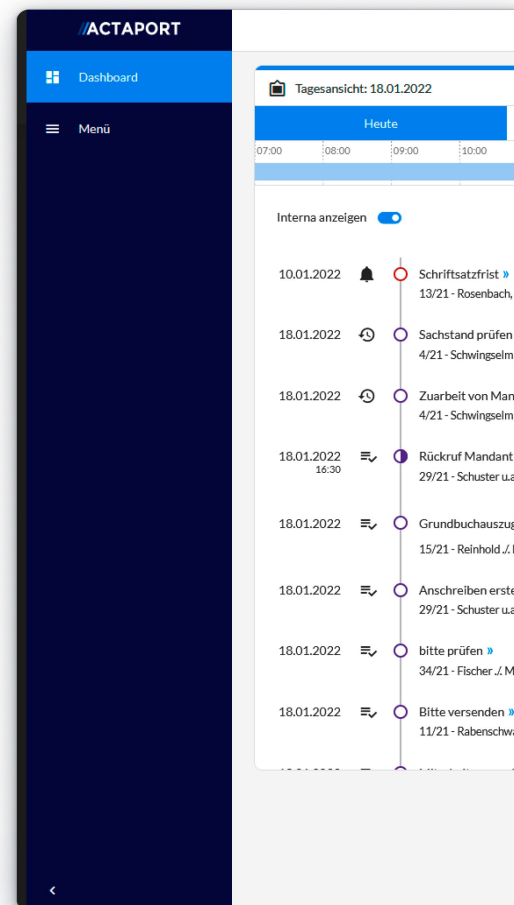 //ACTAPORT
Dashboard
Menü
Tagesansicht: 18.01.2022
Heute
07:00 08:00 09:00 10:00
Interna anzeigen
10.01.2022 Schriftsatzfrist »
13/21 - Rosenbach,
18.01.2022 Sachstand prüfen
4/21 - Schwingselm
18.01.2022 Zuarbeit von Man
4/21 - Schwingselm
18.01.2022 Rückruf Mandant
16:30 29/21 - Schuster u.a
18.01.2022 Grundbuchauszug
15/21 - Reinhold ./.
18.01.2022 Anschreiben erste
29/21 - Schuster u.a
18.01.2022 bitte prüfen »
34/21 - Fischer ./. M
18.01.2022 Bitte versenden »
11/21 - Rabenschwa